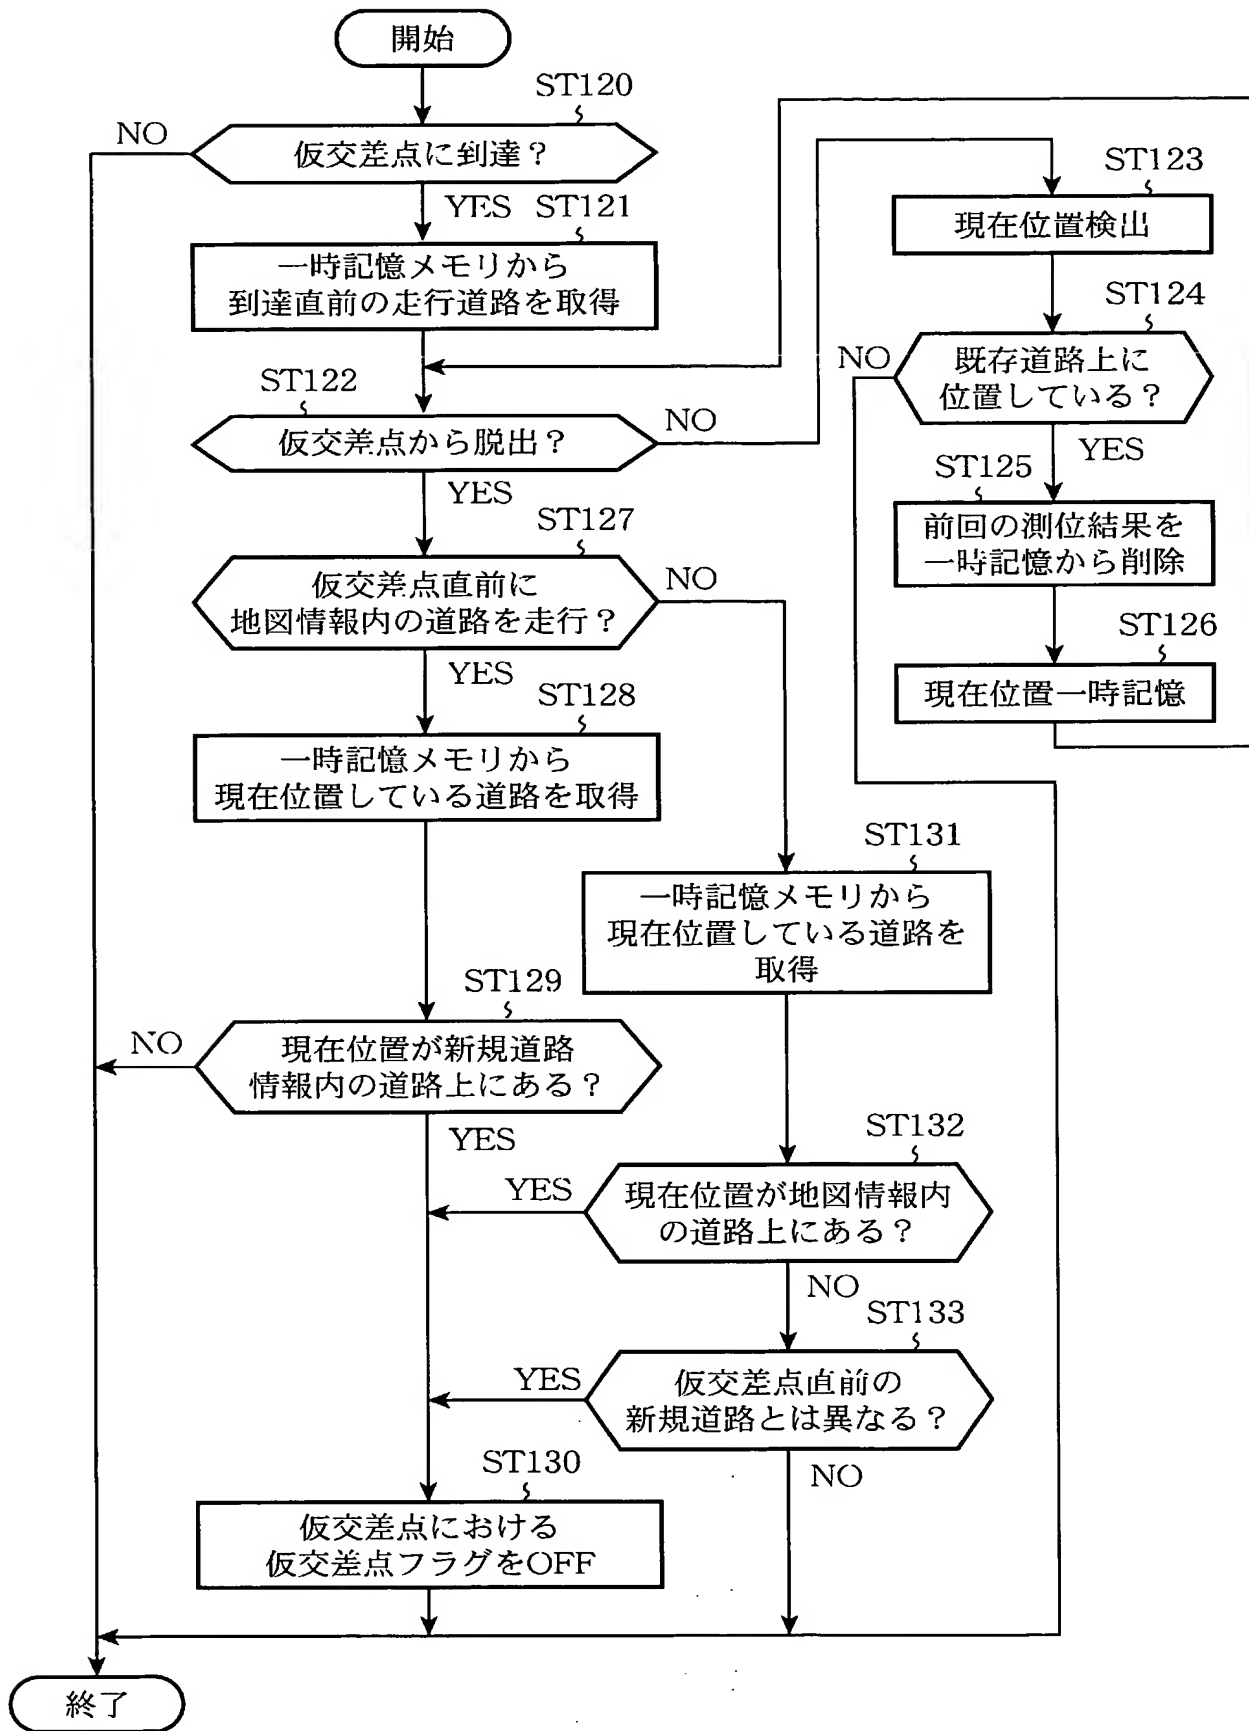 開始
ST120
仮交差点に到達？
NO
YES
ST121
一時記憶メモリから
到達直前の走行道路を取得
ST122
仮交差点から脱出？
NO
YES
ST123
現在位置検出
ST124
既存道路上に
位置している？
NO
YES
ST125
前回の測位結果を
一時記憶から削除
ST126
現在位置一時記憶
ST127
仮交差点直前に
地図情報内の道路を走行？
NO
YES
ST128
一時記憶メモリから
現在位置している道路を取得
ST129
現在位置が新規道路
情報内の道路上にある？
NO
YES
ST131
一時記憶メモリから
現在位置している道路を
取得
ST132
現在位置が地図情報内
の道路上にある？
YES
NO
ST133
仮交差点直前の
新規道路とは異なる？
YES
NO
ST130
仮交差点における
仮交差点フラグをOFF
終了